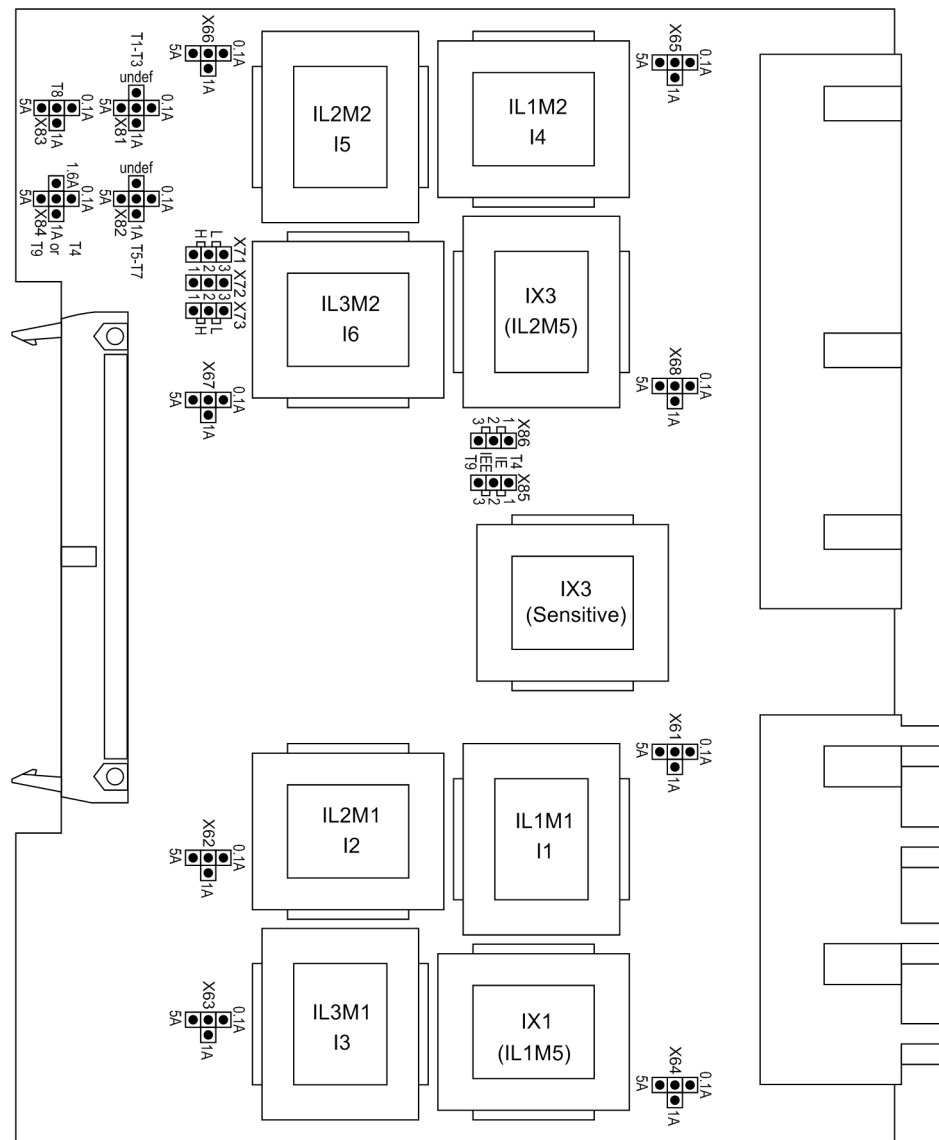 X66
5A
0.1A
1A
IL2M2
I5
IL1M2
I4
X65
5A
0.1A
1A
T8
5A
0.1A
X83
1A
T1-T3
undef
5A
0.1A
X81
1A
1.6A
5A
0.1A
X84
1A or
T9
T4
undef
5A
0.1A
X82
1A
T5-T7
H
L
X71
1
2
3
X72
1
2
3
X73
H
L
IL3M2
I6
IX3
(IL2M5)
X67
5A
0.1A
1A
X68
5A
0.1A
1A
3
2
1
X86
T9
IEE
IE
T4
X85
3
2
1
IX3
(Sensitive)
X61
5A
0.1A
1A
IL2M1
I2
IL1M1
I1
X62
5A
0.1A
1A
IL3M1
I3
IX1
(IL1M5)
X63
5A
0.1A
1A
X64
5A
0.1A
1A